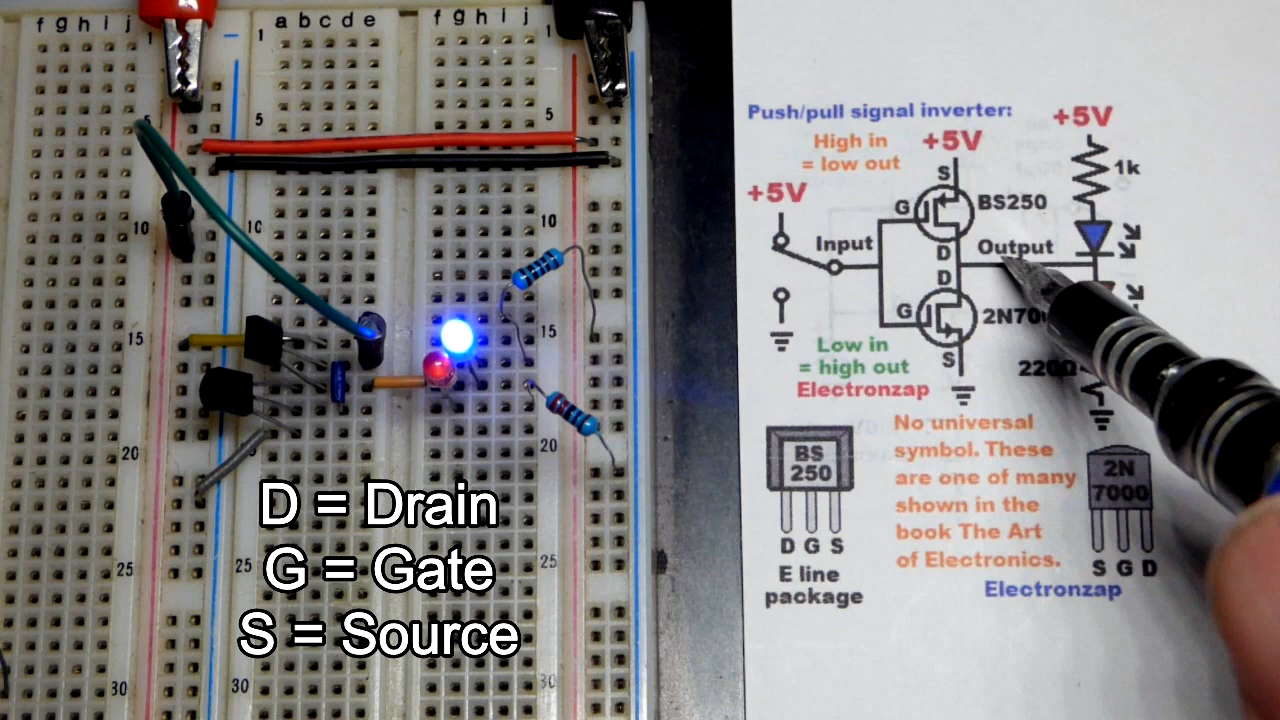 f g h i j
a b c d e
f g h i j
1
1
1
5
5
10
10
10
15
15
20
20
25
25
25
30
30
30
D = Drain
G = Gate
S = Source
Push/pull signal inverter:
High in
= low out
+5V
+5V
+5V
S
1k
G
BS250
Input
D
Output
D
G
S
Low in
= high out
Electronzap
220Ω
BS
250
D G S
E line
package
No universal
symbol. These
are one of many
shown in the
book The Art
of Electronics.
2N
7000
S G D
Electronzap